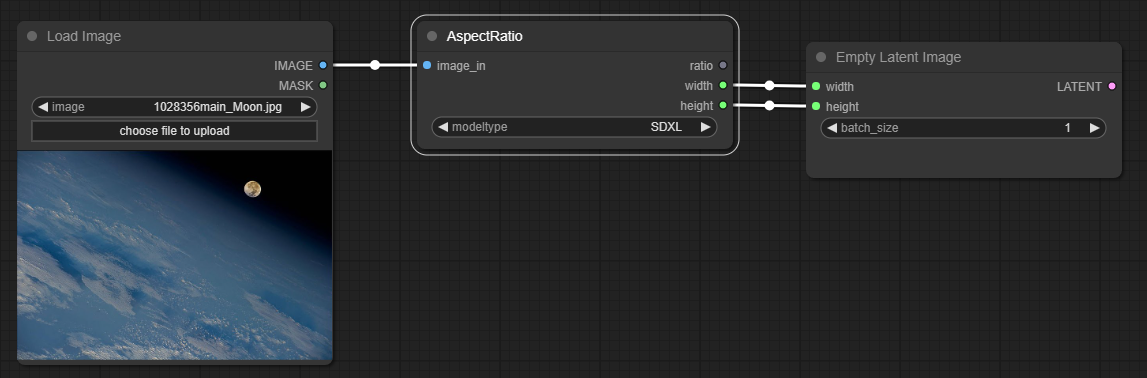 Load Image
IMAGE
MASK
image 1028356main_Moon.jpg
choose file to upload
AspectRatio
image_in ratio
width
height
modeltype SDXL
Empty Latent Image
width LATENT
height
batch_size 1